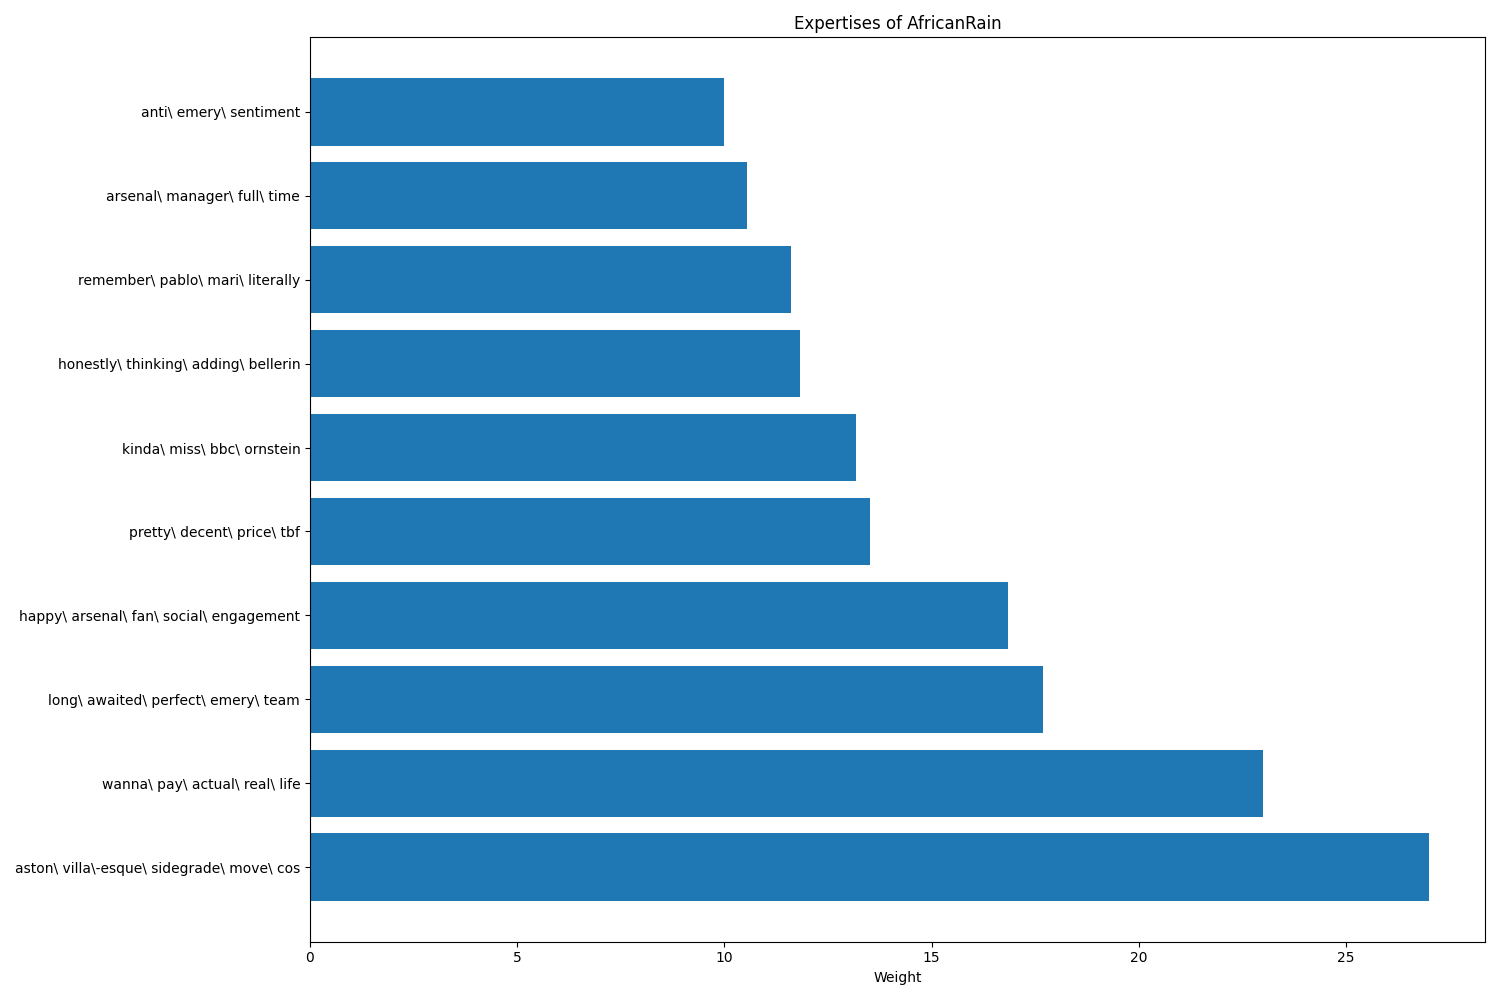 Expertises of AfricanRain
anti\ emery\ sentiment
arsenal\ manager\ full\ time
remember\ pablo\ mari\ literally
honestly\ thinking\ adding\ bellerin
kinda\ miss\ bbc\ ornstein
pretty\ decent\ price\ tbf
happy\ arsenal\ fan\ social\ engagement
long\ awaited\ perfect\ emery\ team
wanna\ pay\ actual\ real\ life
aston\ villa\-esque\ sidegrade\ move\ cos
0 5 10 15 20 25
Weight